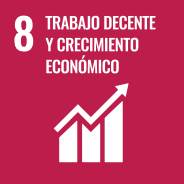 8 TRABAJO DECENTE
Y CRECIMIENTO
ECONÓMICO